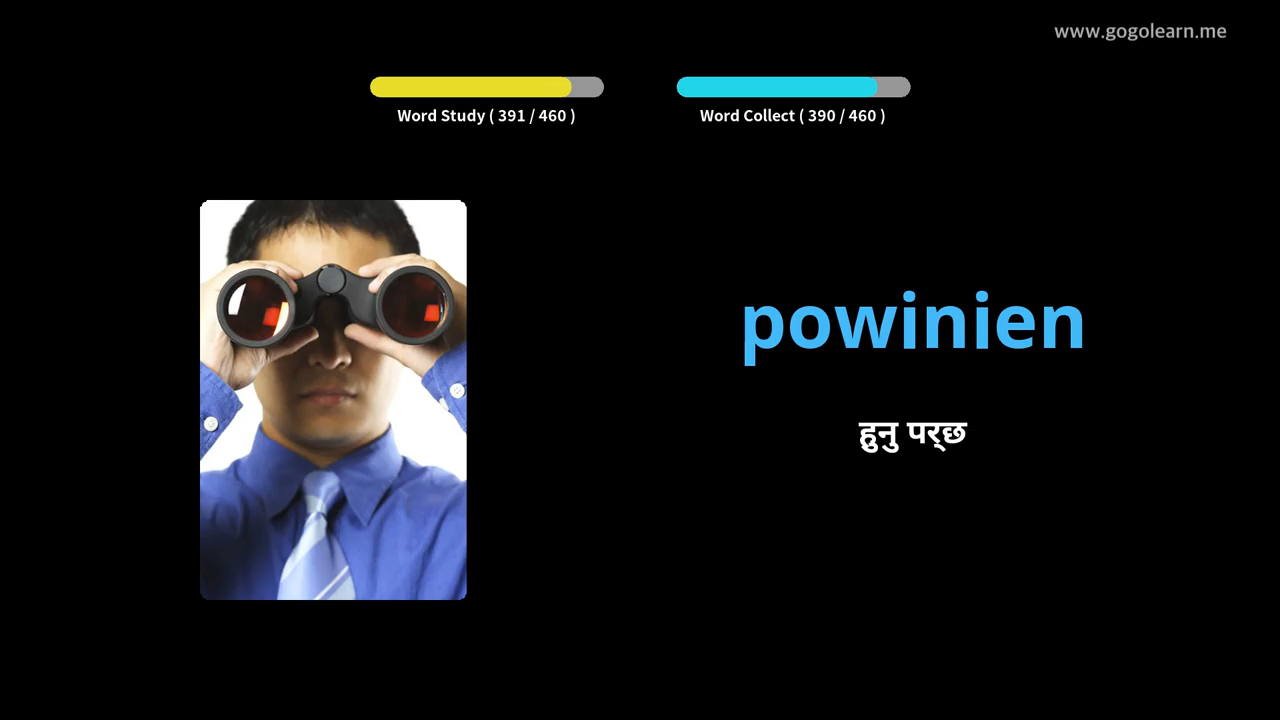 www.gogolearn.me
Word Study ( 391 / 460 )
Word Collect ( 390 / 460 )
powinien
हुनु पर्छ